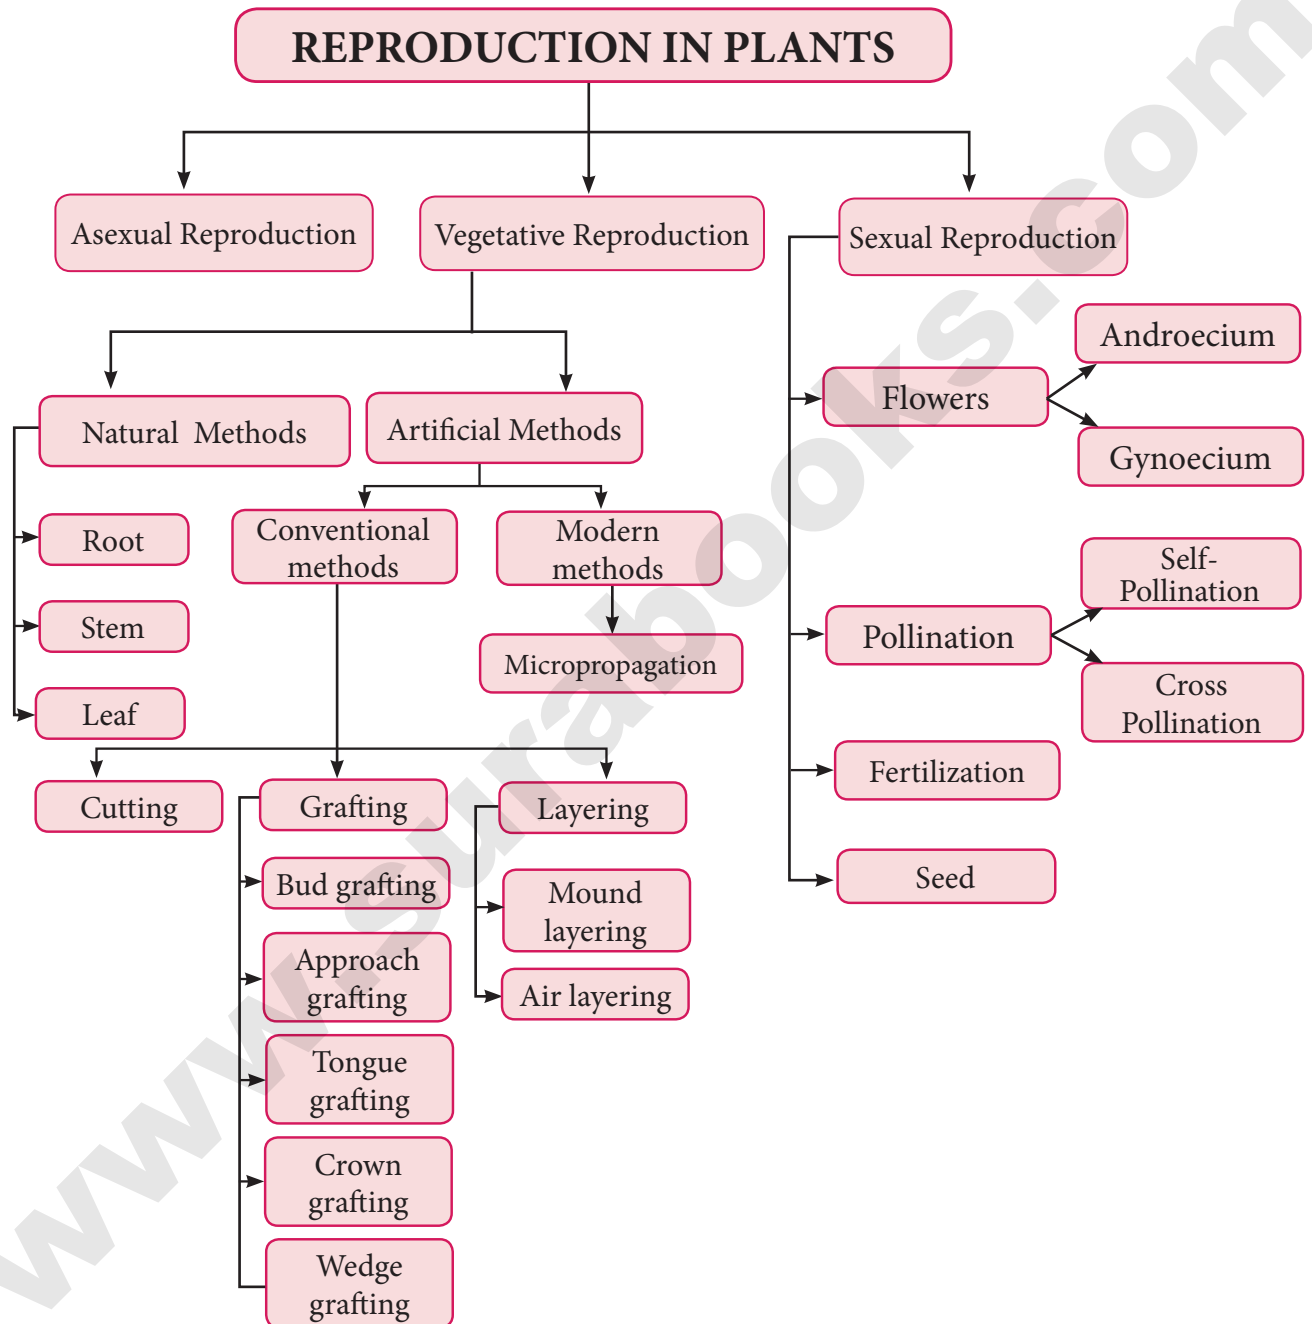 REPRODUCTION IN PLANTS
Asexual Reproduction
Vegetative Reproduction
Sexual Reproduction
Androecium
Flowers
Gynoecium
Natural Methods
Artificial Methods
Conventional
methods
Modern
methods
Root
Stem
Leaf
Micropropagation
Self-
Pollination
Pollination
Cross
Pollination
Fertilization
Seed
Cutting
Grafting
Layering
Bud grafting
Approach
grafting
Tongue
grafting
Crown
grafting
Wedge
grafting
Mound
layering
Air layering
www.surabooks.com